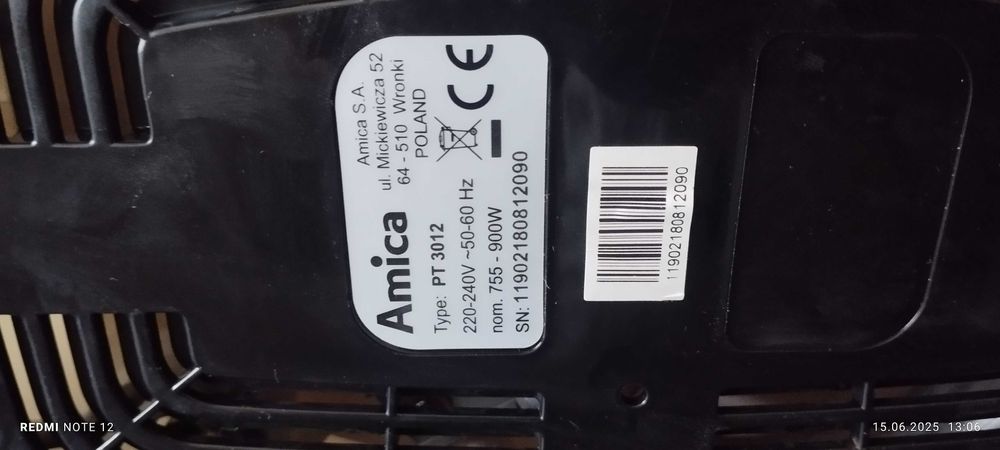 Amica
Amica S.A.
ul. Mickiewicza 52
64 - 510 Wronki
POLAND
Type: PT 3012
220-240V ~50-60 Hz
nom. 755 - 900W
SN: 11902180812090
CE
11902180812090
REDMI NOTE 12
15.06.2025 13:06